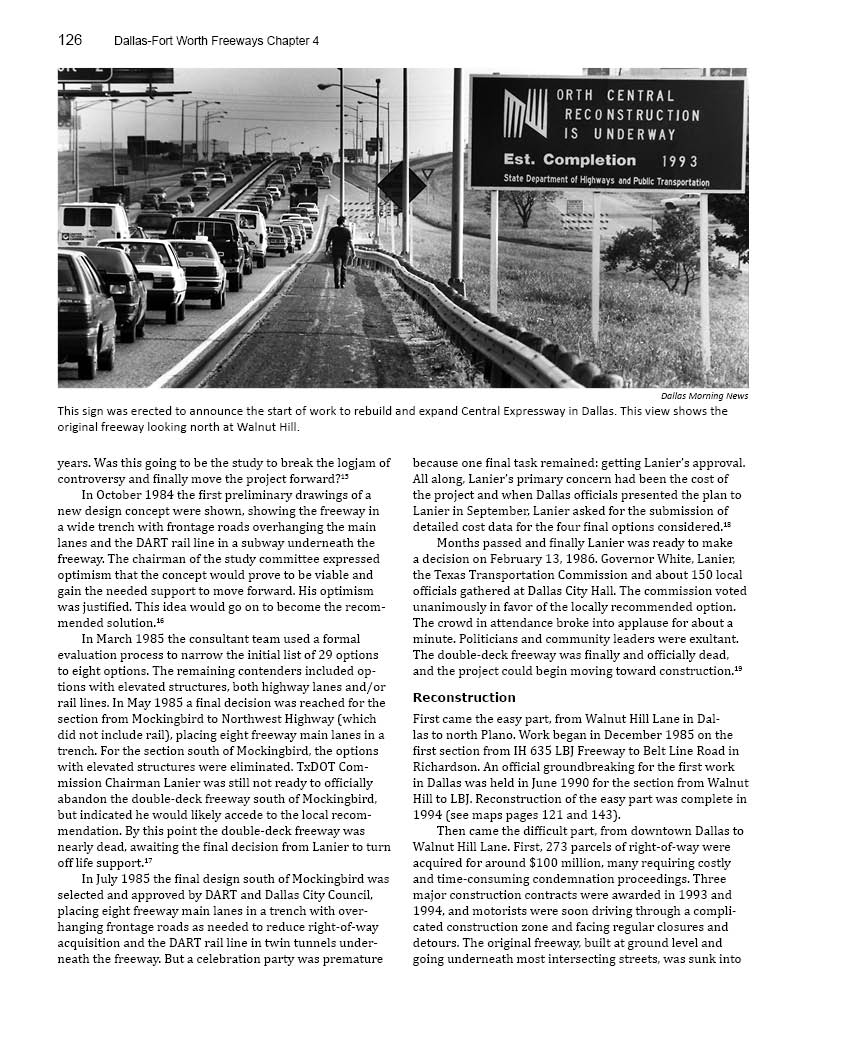 126 Dallas-Fort Worth Freeways Chapter 4
ORTH CENTRAL
RECONSTRUCTION
IS UNDERWAY
Est. Completion 1993
State Department of Highways and Public Transportation
Dallas Morning News
This sign was erected to announce the start of work to rebuild and expand Central Expressway in Dallas. This view shows the
original freeway looking north at Walnut Hill.
years. Was this going to be the study to break the logjam of
controversy and finally move the project forward?¹⁵
In October 1984 the first preliminary drawings of a
new design concept were shown, showing the freeway in
a wide trench with frontage roads overhanging the main
lanes and the DART rail line in a subway underneath the
freeway. The chairman of the study committee expressed
optimism that the concept would prove to be viable and
gain the needed support to move forward. His optimism
was justified. This idea would go on to become the recom-
mended solution.¹⁶
In March 1985 the consultant team used a formal
evaluation process to narrow the initial list of 29 options
to eight options. The remaining contenders included op-
tions with elevated structures, both highway lanes and/or
rail lines. In May 1985 a final decision was reached for the
section from Mockingbird to Northwest Highway (which
did not include rail), placing eight freeway main lanes in a
trench. For the section south of Mockingbird, the options
with elevated structures were eliminated. TxDOT Com-
mission Chairman Lanier was still not ready to officially
abandon the double-deck freeway south of Mockingbird,
but indicated he would likely accede to the local recom-
mendation. By this point the double-deck freeway was
nearly dead, awaiting the final decision from Lanier to turn
off life support.¹⁷
In July 1985 the final design south of Mockingbird was
selected and approved by DART and Dallas City Council,
placing eight freeway main lanes in a trench with over-
hanging frontage roads as needed to reduce right-of-way
acquisition and the DART rail line in twin tunnels under-
neath the freeway. But a celebration party was premature
because one final task remained: getting Lanier's approval.
All along, Lanier's primary concern had been the cost of
the project and when Dallas officials presented the plan to
Lanier in September, Lanier asked for the submission of
detailed cost data for the four final options considered.¹⁸
Months passed and finally Lanier was ready to make
a decision on February 13, 1986. Governor White, Lanier,
the Texas Transportation Commission and about 150 local
officials gathered at Dallas City Hall. The commission voted
unanimously in favor of the locally recommended option.
The crowd in attendance broke into applause for about a
minute. Politicians and community leaders were exultant.
The double-deck freeway was finally and officially dead,
and the project could begin moving toward construction.¹⁹
Reconstruction
First came the easy part, from Walnut Hill Lane in Dal-
las to north Plano. Work began in December 1985 on the
first section from IH 635 LBJ Freeway to Belt Line Road in
Richardson. An official groundbreaking for the first work
in Dallas was held in June 1990 for the section from Walnut
Hill to LBJ. Reconstruction of the easy part was complete in
1994 (see maps pages 121 and 143).
Then came the difficult part, from downtown Dallas to
Walnut Hill Lane. First, 273 parcels of right-of-way were
acquired for around $100 million, many requiring costly
and time-consuming condemnation proceedings. Three
major construction contracts were awarded in 1993 and
1994, and motorists were soon driving through a compli-
cated construction zone and facing regular closures and
detours. The original freeway, built at ground level and
going underneath most intersecting streets, was sunk into